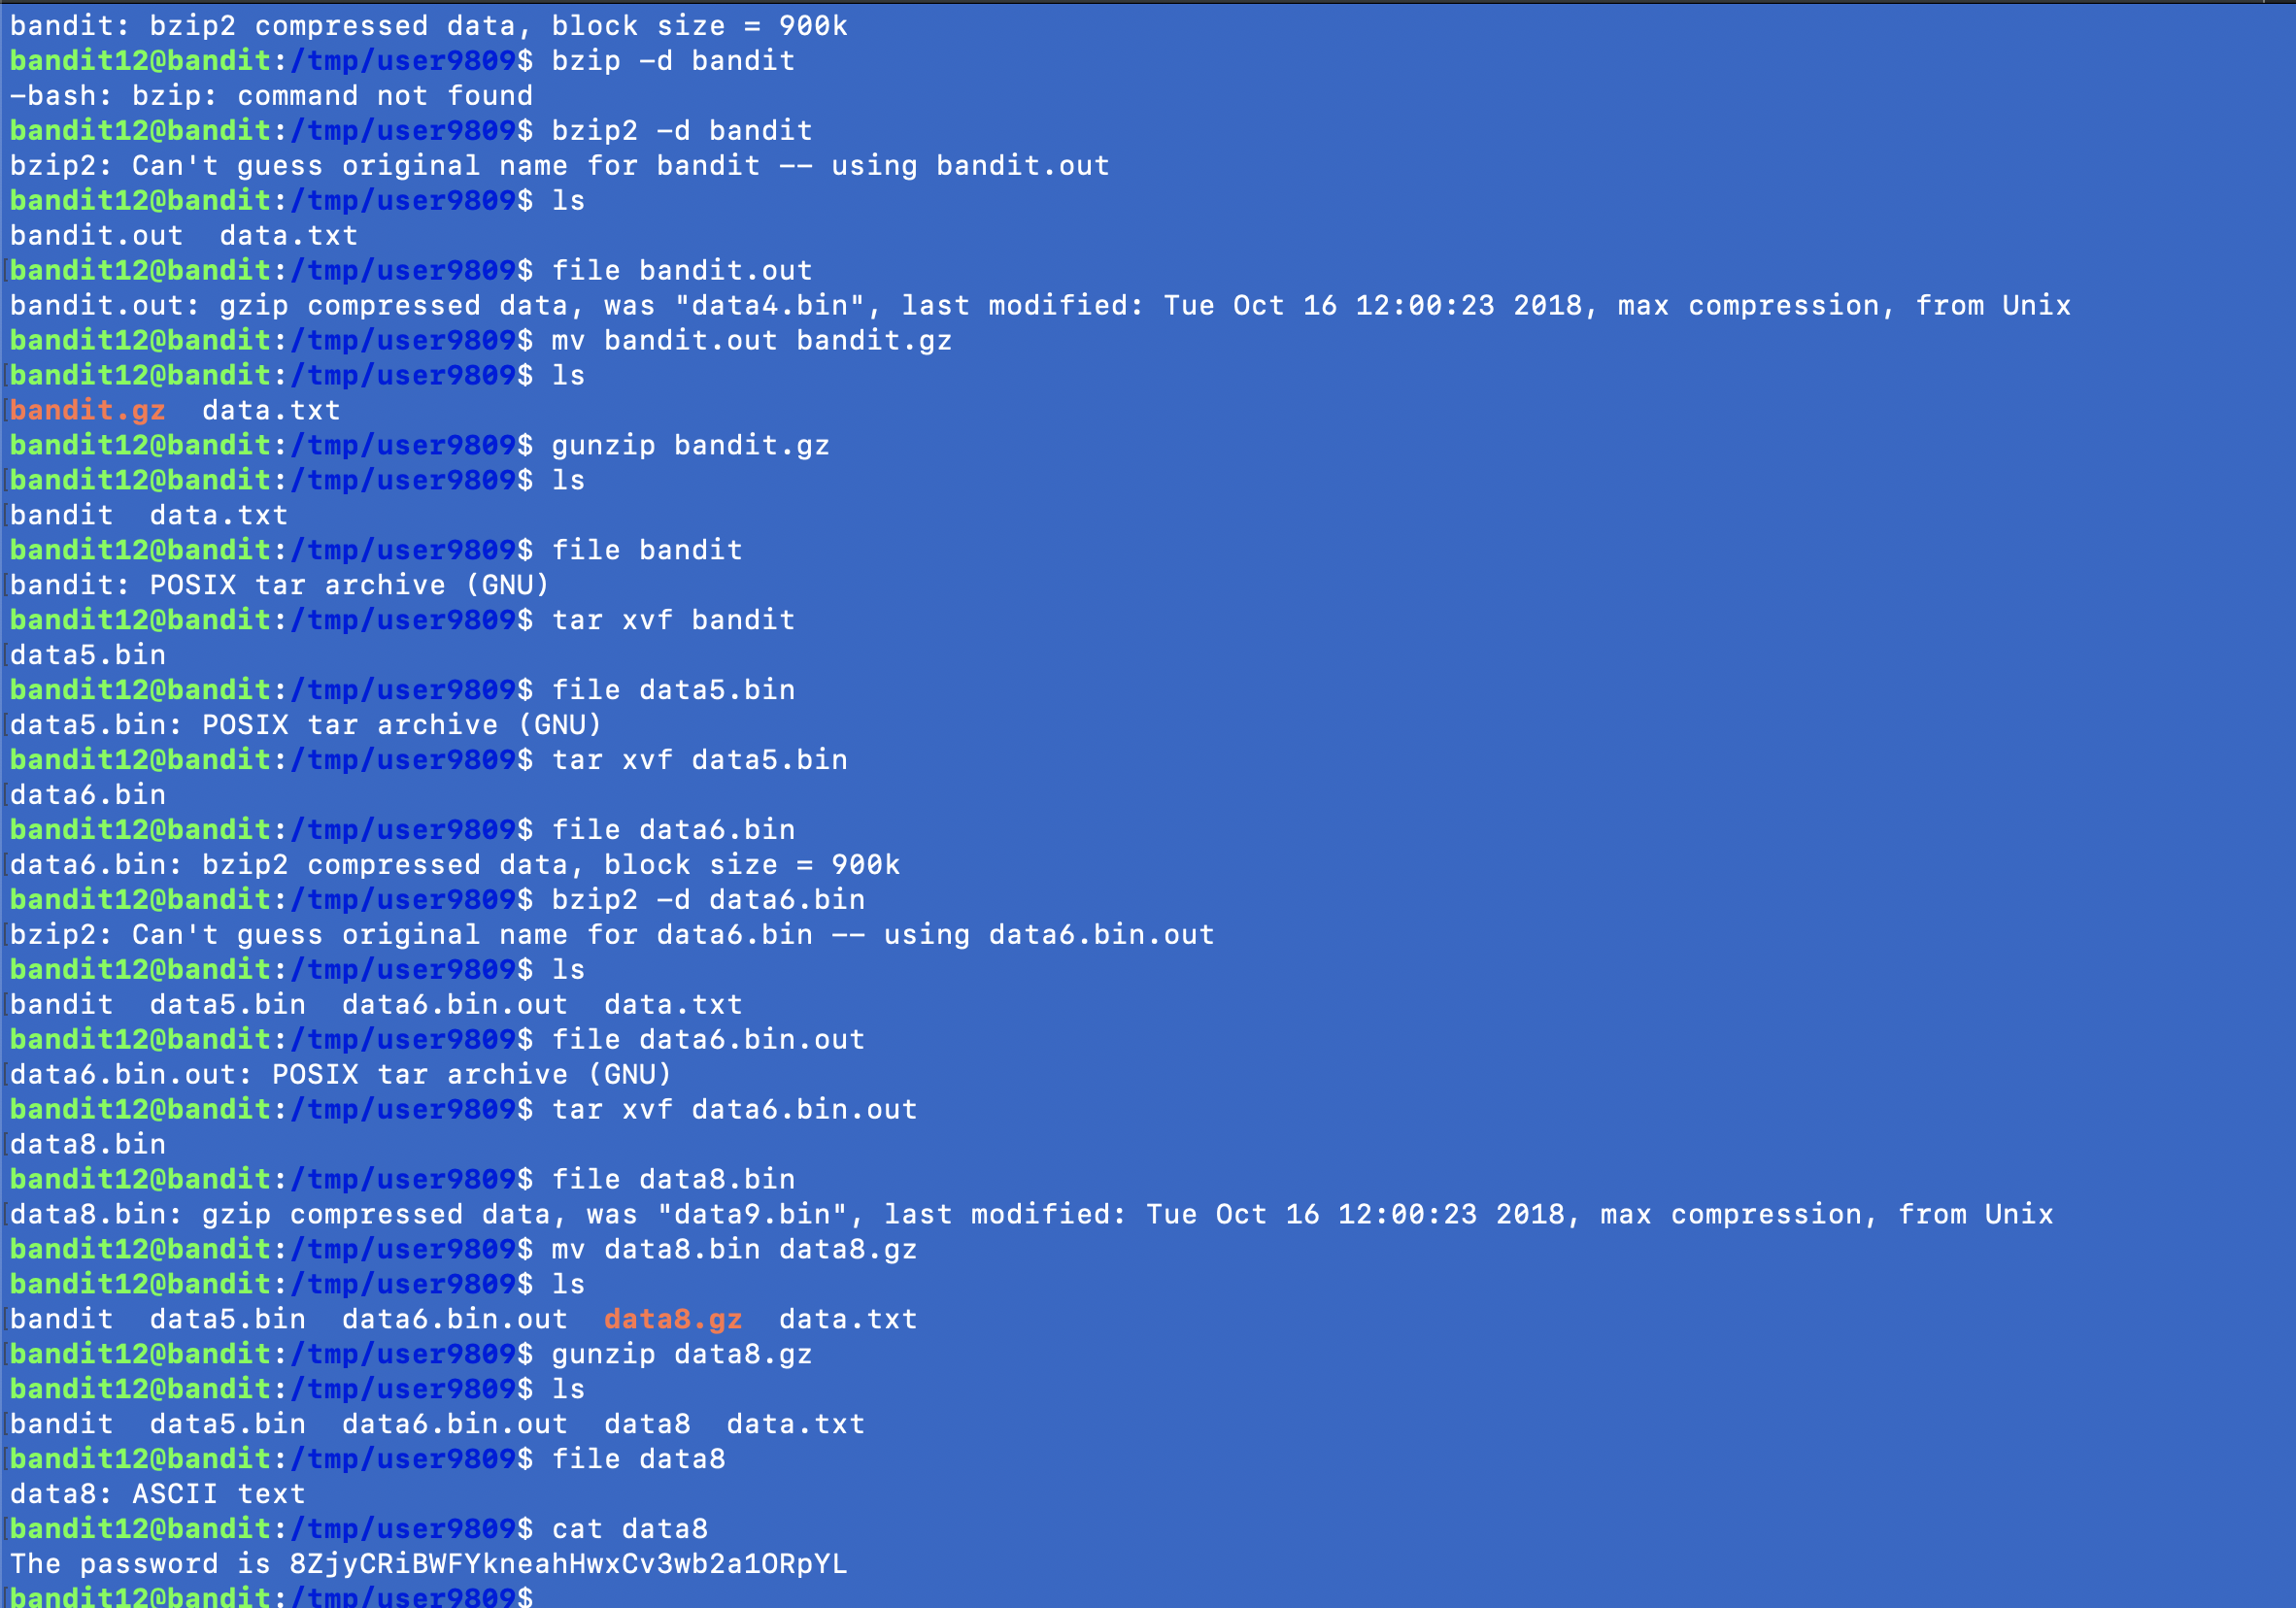 bandit: bzip2 compressed data, block size = 900k
bandit12@bandit:/tmp/user9809$ bzip -d bandit
-bash: bzip: command not found
bandit12@bandit:/tmp/user9809$ bzip2 -d bandit
bzip2: Can't guess original name for bandit -- using bandit.out
bandit12@bandit:/tmp/user9809$ ls
bandit.out  data.txt
bandit12@bandit:/tmp/user9809$ file bandit.out
bandit.out: gzip compressed data, was "data4.bin", last modified: Tue Oct 16 12:00:23 2018, max compression, from Unix
bandit12@bandit:/tmp/user9809$ mv bandit.out bandit.gz
bandit12@bandit:/tmp/user9809$ ls
bandit.gz  data.txt
bandit12@bandit:/tmp/user9809$ gunzip bandit.gz
bandit12@bandit:/tmp/user9809$ ls
bandit  data.txt
bandit12@bandit:/tmp/user9809$ file bandit
bandit: POSIX tar archive (GNU)
bandit12@bandit:/tmp/user9809$ tar xvf bandit
data5.bin
bandit12@bandit:/tmp/user9809$ file data5.bin
data5.bin: POSIX tar archive (GNU)
bandit12@bandit:/tmp/user9809$ tar xvf data5.bin
data6.bin
bandit12@bandit:/tmp/user9809$ file data6.bin
data6.bin: bzip2 compressed data, block size = 900k
bandit12@bandit:/tmp/user9809$ bzip2 -d data6.bin
bzip2: Can't guess original name for data6.bin -- using data6.bin.out
bandit12@bandit:/tmp/user9809$ ls
bandit  data5.bin  data6.bin.out  data.txt
bandit12@bandit:/tmp/user9809$ file data6.bin.out
data6.bin.out: POSIX tar archive (GNU)
bandit12@bandit:/tmp/user9809$ tar xvf data6.bin.out
data8.bin
bandit12@bandit:/tmp/user9809$ file data8.bin
data8.bin: gzip compressed data, was "data9.bin", last modified: Tue Oct 16 12:00:23 2018, max compression, from Unix
bandit12@bandit:/tmp/user9809$ mv data8.bin data8.gz
bandit12@bandit:/tmp/user9809$ ls
bandit  data5.bin  data6.bin.out  data8.gz  data.txt
bandit12@bandit:/tmp/user9809$ gunzip data8.gz
bandit12@bandit:/tmp/user9809$ ls
bandit  data5.bin  data6.bin.out  data8  data.txt
bandit12@bandit:/tmp/user9809$ file data8
data8: ASCII text
bandit12@bandit:/tmp/user9809$ cat data8
The password is 8ZjyCRiBWFYkneahHwxCv3wb2a1ORpYL
bandit12@bandit:/tmp/user9809$